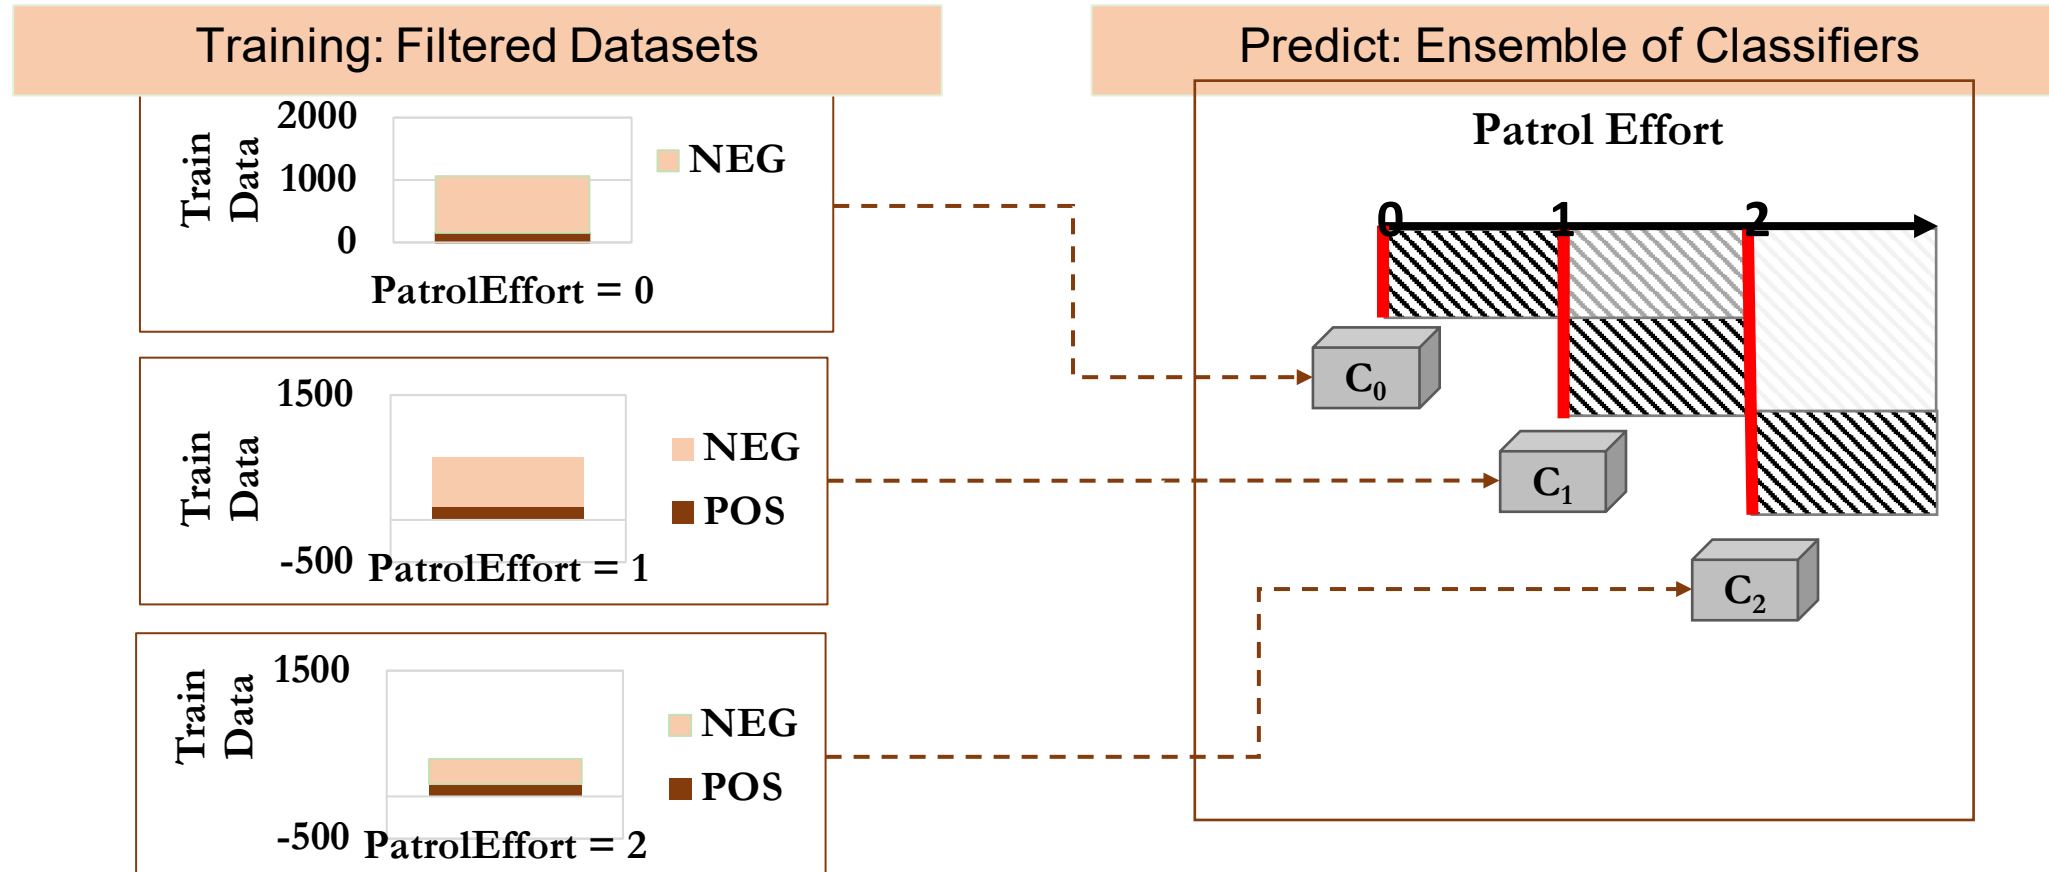 Training: Filtered Datasets
2000
1000
0
Train
Data
NEG
PatrolEffort = 0
1500
-500
Train
Data
NEG
POS
PatrolEffort = 1
1500
-500
Train
Data
NEG
POS
PatrolEffort = 2
Predict: Ensemble of Classifiers
Patrol Effort
0 1 2
C₀
C₁
C₂